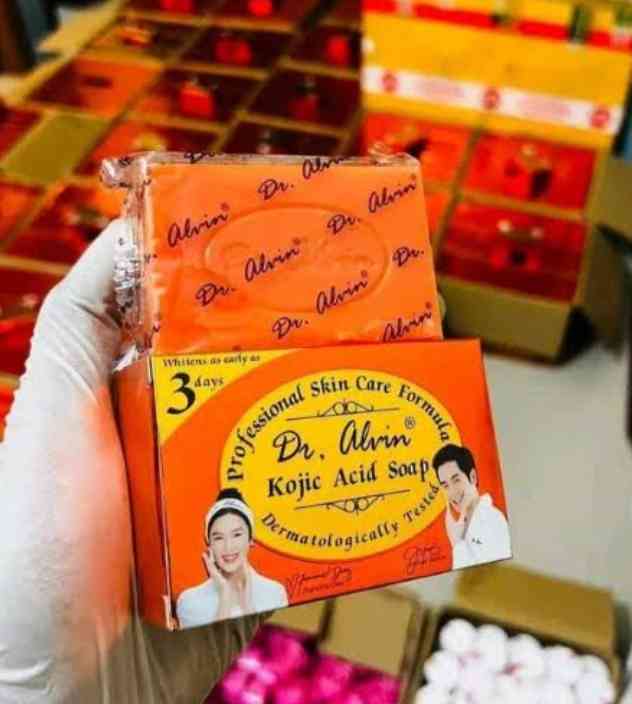 Dr. Alvin
Alvin®
Dr. Alvin®
Dr. Alvin®
Dr.
Dr. Alvin®
Alvin®
Whitens as early as
3 days
Professional Skin Care Formula
Dr. Alvin®
Kojic Acid Soap
Dermatologically Tested